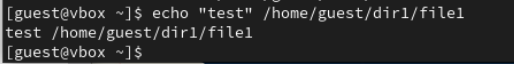 [guest@vbox ~]$ echo "test" /home/guest/dir1/file1
test /home/guest/dir1/file1
[guest@vbox ~]$